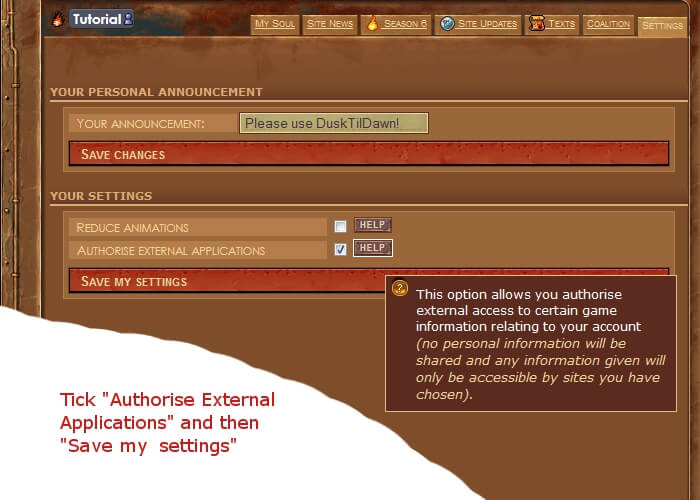 Tutorial
My Soul
Site News
Season 6
Site Updates
Texts
Coalition
Settings
Your personal announcement
Your announcement:
Please use DuskTilDawn!
Save changes
Your settings
Reduce animations
HELP
Authorise external applications
HELP
Save my settings
This option allows you authorise
external access to certain game
information relating to your account
(no personal information will be
shared and any information given will
only be accessible by sites you have
chosen).
Tick "Authorise External
Applications" and then
"Save my settings"